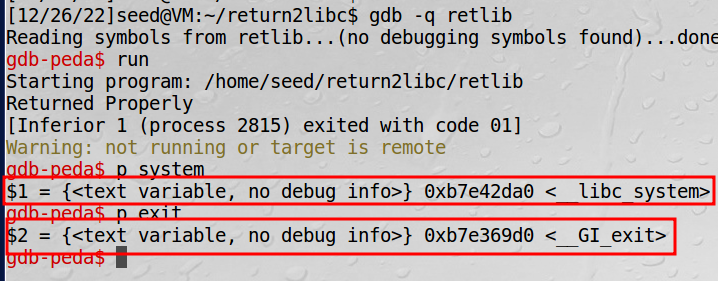 [12/26/22]seed@VM:~/return2libc$ gdb -q retlib
Reading symbols from retlib...(no debugging symbols found)...done
gdb-peda$ run
Starting program: /home/seed/return2libc/retlib
Returned Properly
[Inferior 1 (process 2815) exited with code 01]
Warning: not running or target is remote
gdb-peda$ p system
$1 = {<text variable, no debug info>} 0xb7e42da0 <__libc_system>
gdb-peda$ p exit
$2 = {<text variable, no debug info>} 0xb7e369d0 <__GI_exit>
gdb-peda$